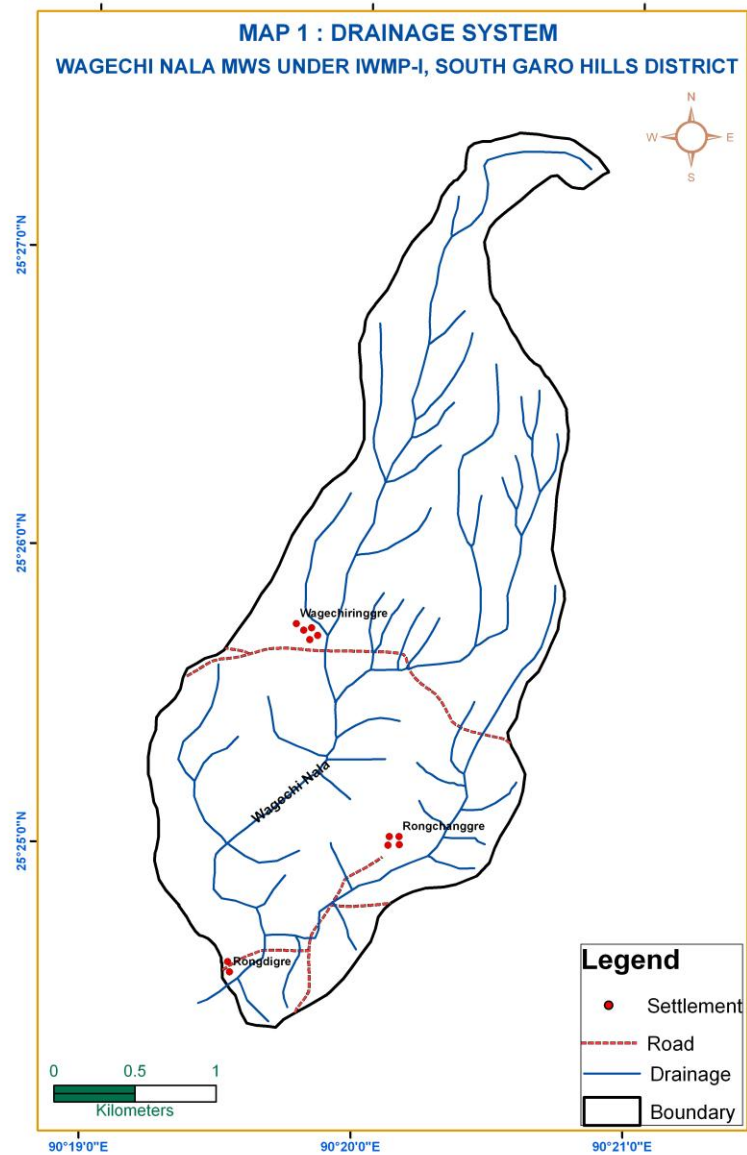 MAP 1 : DRAINAGE SYSTEM
WAGECHI NALA MWS UNDER IWMP-I, SOUTH GARO HILLS DISTRICT
N
W E
S
25°27'0"N
25°26'0"N
Wagechiringgre
Wagechi Nala
Rongchanggre
25°25'0"N
Rongdigre
Legend
Settlement
Road
Drainage
Boundary
0 0.5 1
Kilometers
90°19'0"E 90°20'0"E 90°21'0"E